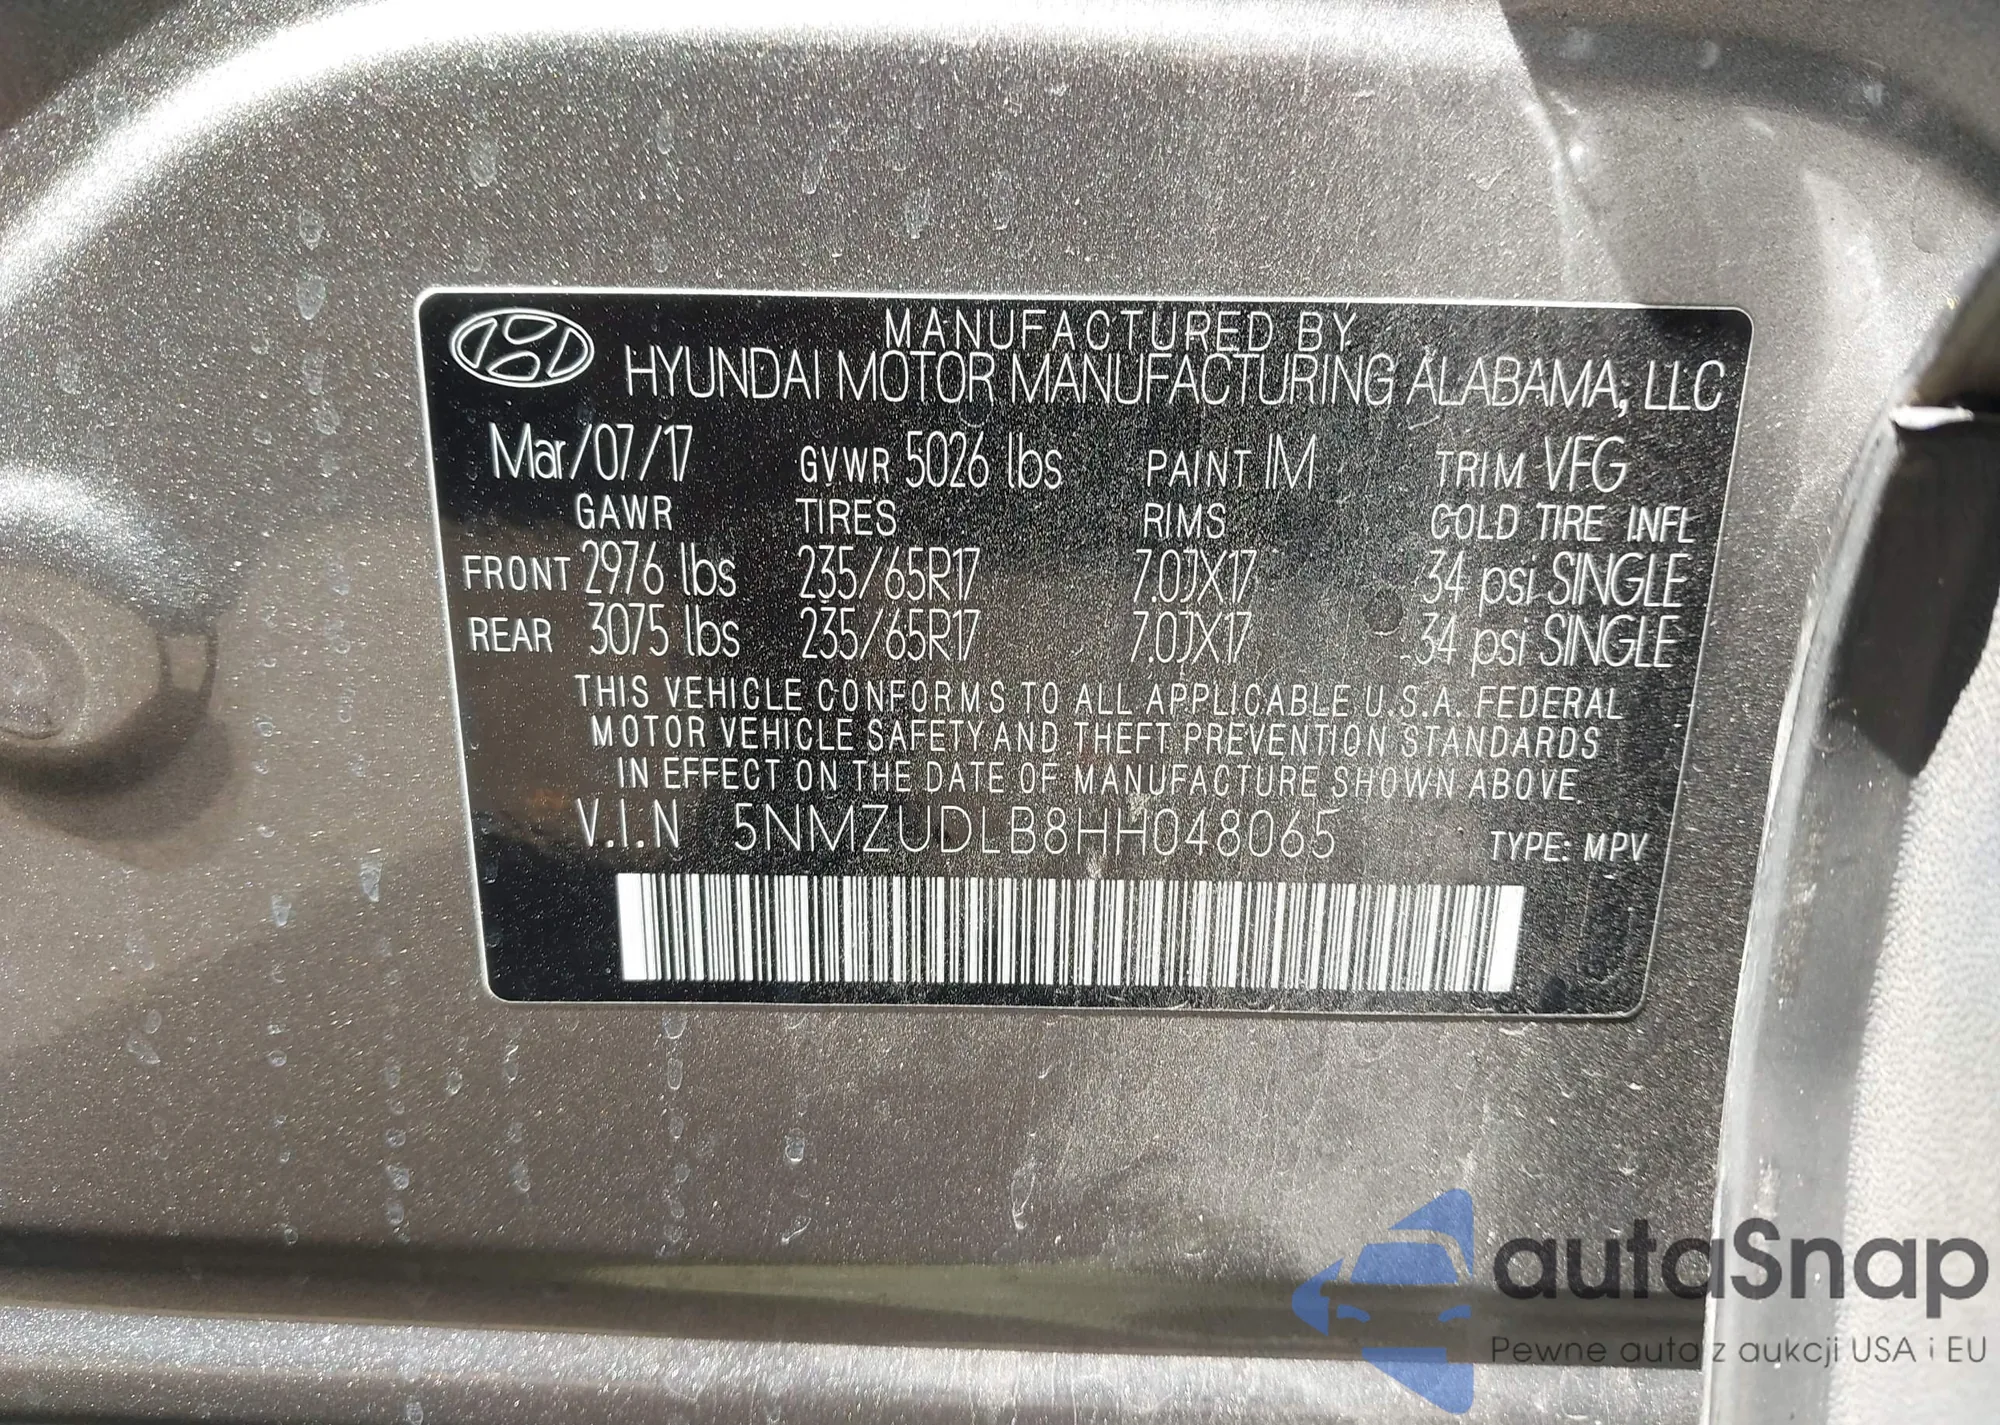 MANUFACTURED BY
HYUNDAI MOTOR MANUFACTURING ALABAMA, LLC
Mar/07/17 GVWR 5026 lbs PAINT IM TRIM VFG
GAWR TIRES RIMS COLD TIRE INFL
FRONT 2976 lbs 235/65R17 7.0JX17 34 psi SINGLE
REAR 3075 lbs 235/65R17 7.0JX17 34 psi SINGLE
THIS VEHICLE CONFORMS TO ALL APPLICABLE U.S.A. FEDERAL
MOTOR VEHICLE SAFETY AND THEFT PREVENTION STANDARDS
IN EFFECT ON THE DATE OF MANUFACTURE SHOWN ABOVE.
V.I.N 5NMZUDLB8HH048065 TYPE: MPV
autaSnap
Pewne auta z aukcji USA i EU